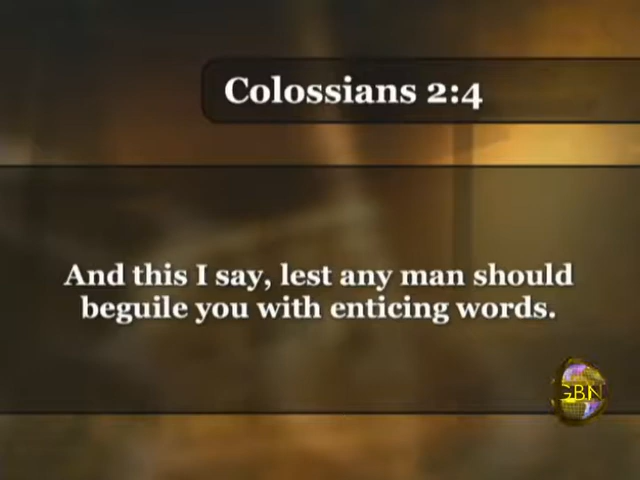 Colossians 2:4
And this I say, lest any man should
beguile you with enticing words.
GBN